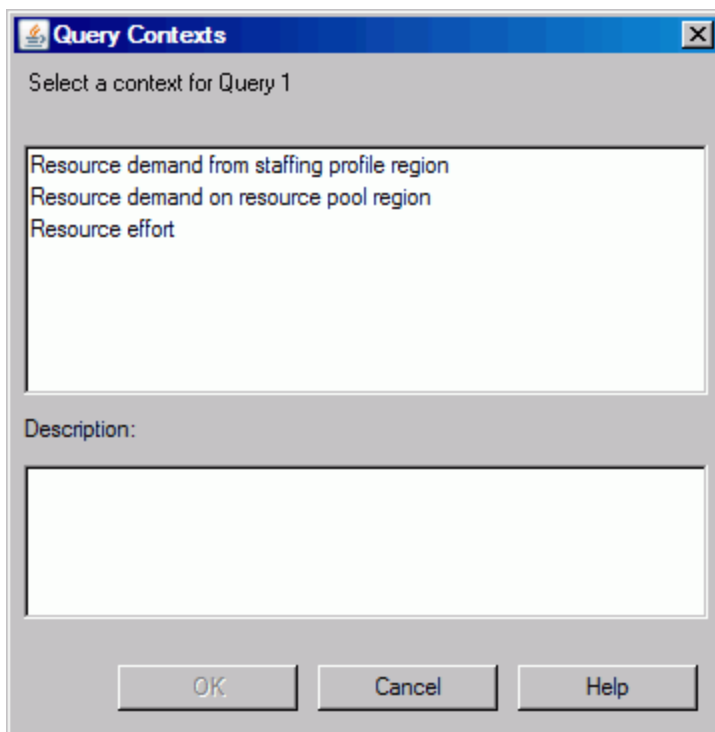 Query Contexts
Select a context for Query 1
Resource demand from staffing profile region
Resource demand on resource pool region
Resource effort
Description:
OK
Cancel
Help